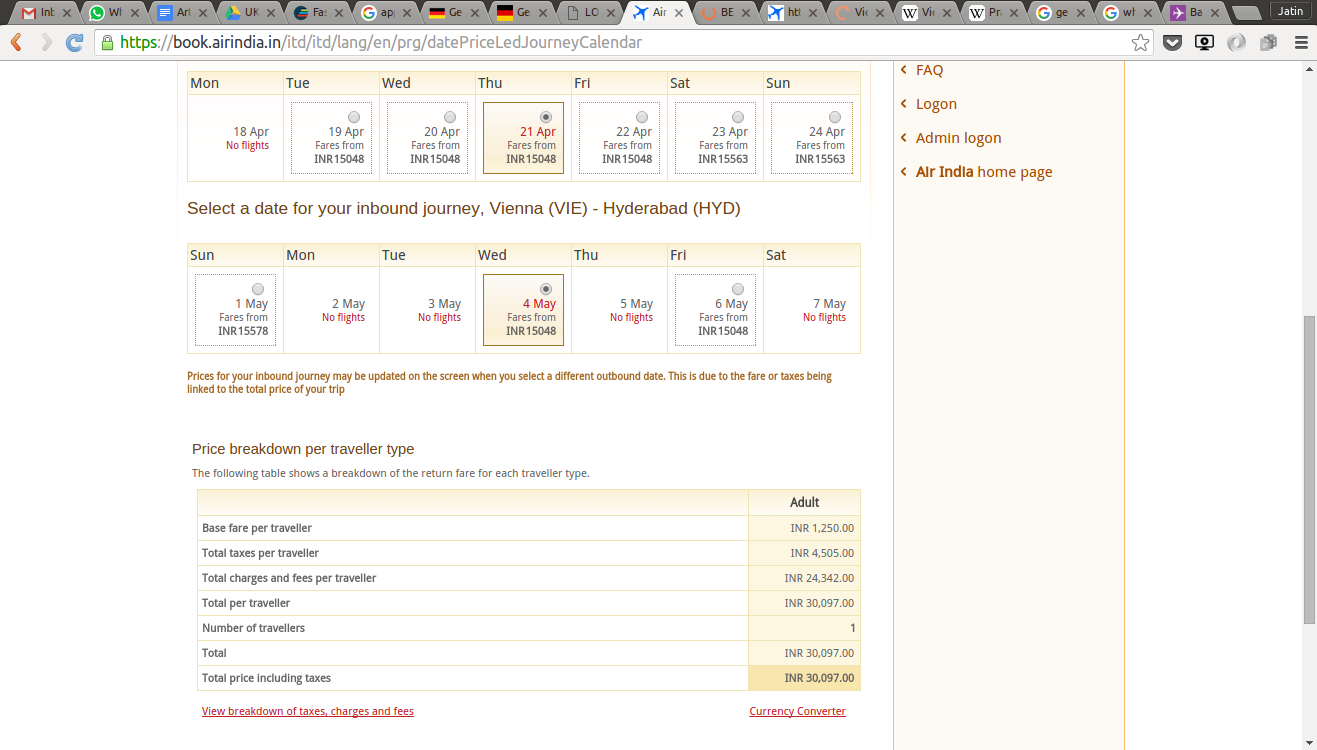 Int Wh Art UK Fas app Ge Ge LO Air BE htt Vie Vie Pra ge wh Ba Jatin
https://book.airindia.in/itd/itd/lang/en/prg/datePriceLedJourneyCalendar
Mon Tue Wed Thu Fri Sat Sun
18 Apr 19 Apr 20 Apr 21 Apr 22 Apr 23 Apr 24 Apr
No flights Fares from Fares from Fares from Fares from Fares from Fares from
INR15048 INR15048 INR15048 INR15048 INR15563 INR15563
Select a date for your inbound journey, Vienna (VIE) - Hyderabad (HYD)
Sun Mon Tue Wed Thu Fri Sat
1 May 2 May 3 May 4 May 5 May 6 May 7 May
Fares from No flights No flights Fares from No flights Fares from No flights
INR15578 INR15048 INR15048
Prices for your inbound journey may be updated on the screen when you select a different outbound date. This is due to the fare or taxes being
linked to the total price of your trip
Price breakdown per traveller type
The following table shows a breakdown of the return fare for each traveller type.
Adult
Base fare per traveller INR 1,250.00
Total taxes per traveller INR 4,505.00
Total charges and fees per traveller INR 24,342.00
Total per traveller INR 30,097.00
Number of travellers 1
Total INR 30,097.00
Total price including taxes INR 30,097.00
View breakdown of taxes, charges and fees Currency Converter
FAQ
Logon
Admin logon
Air India home page